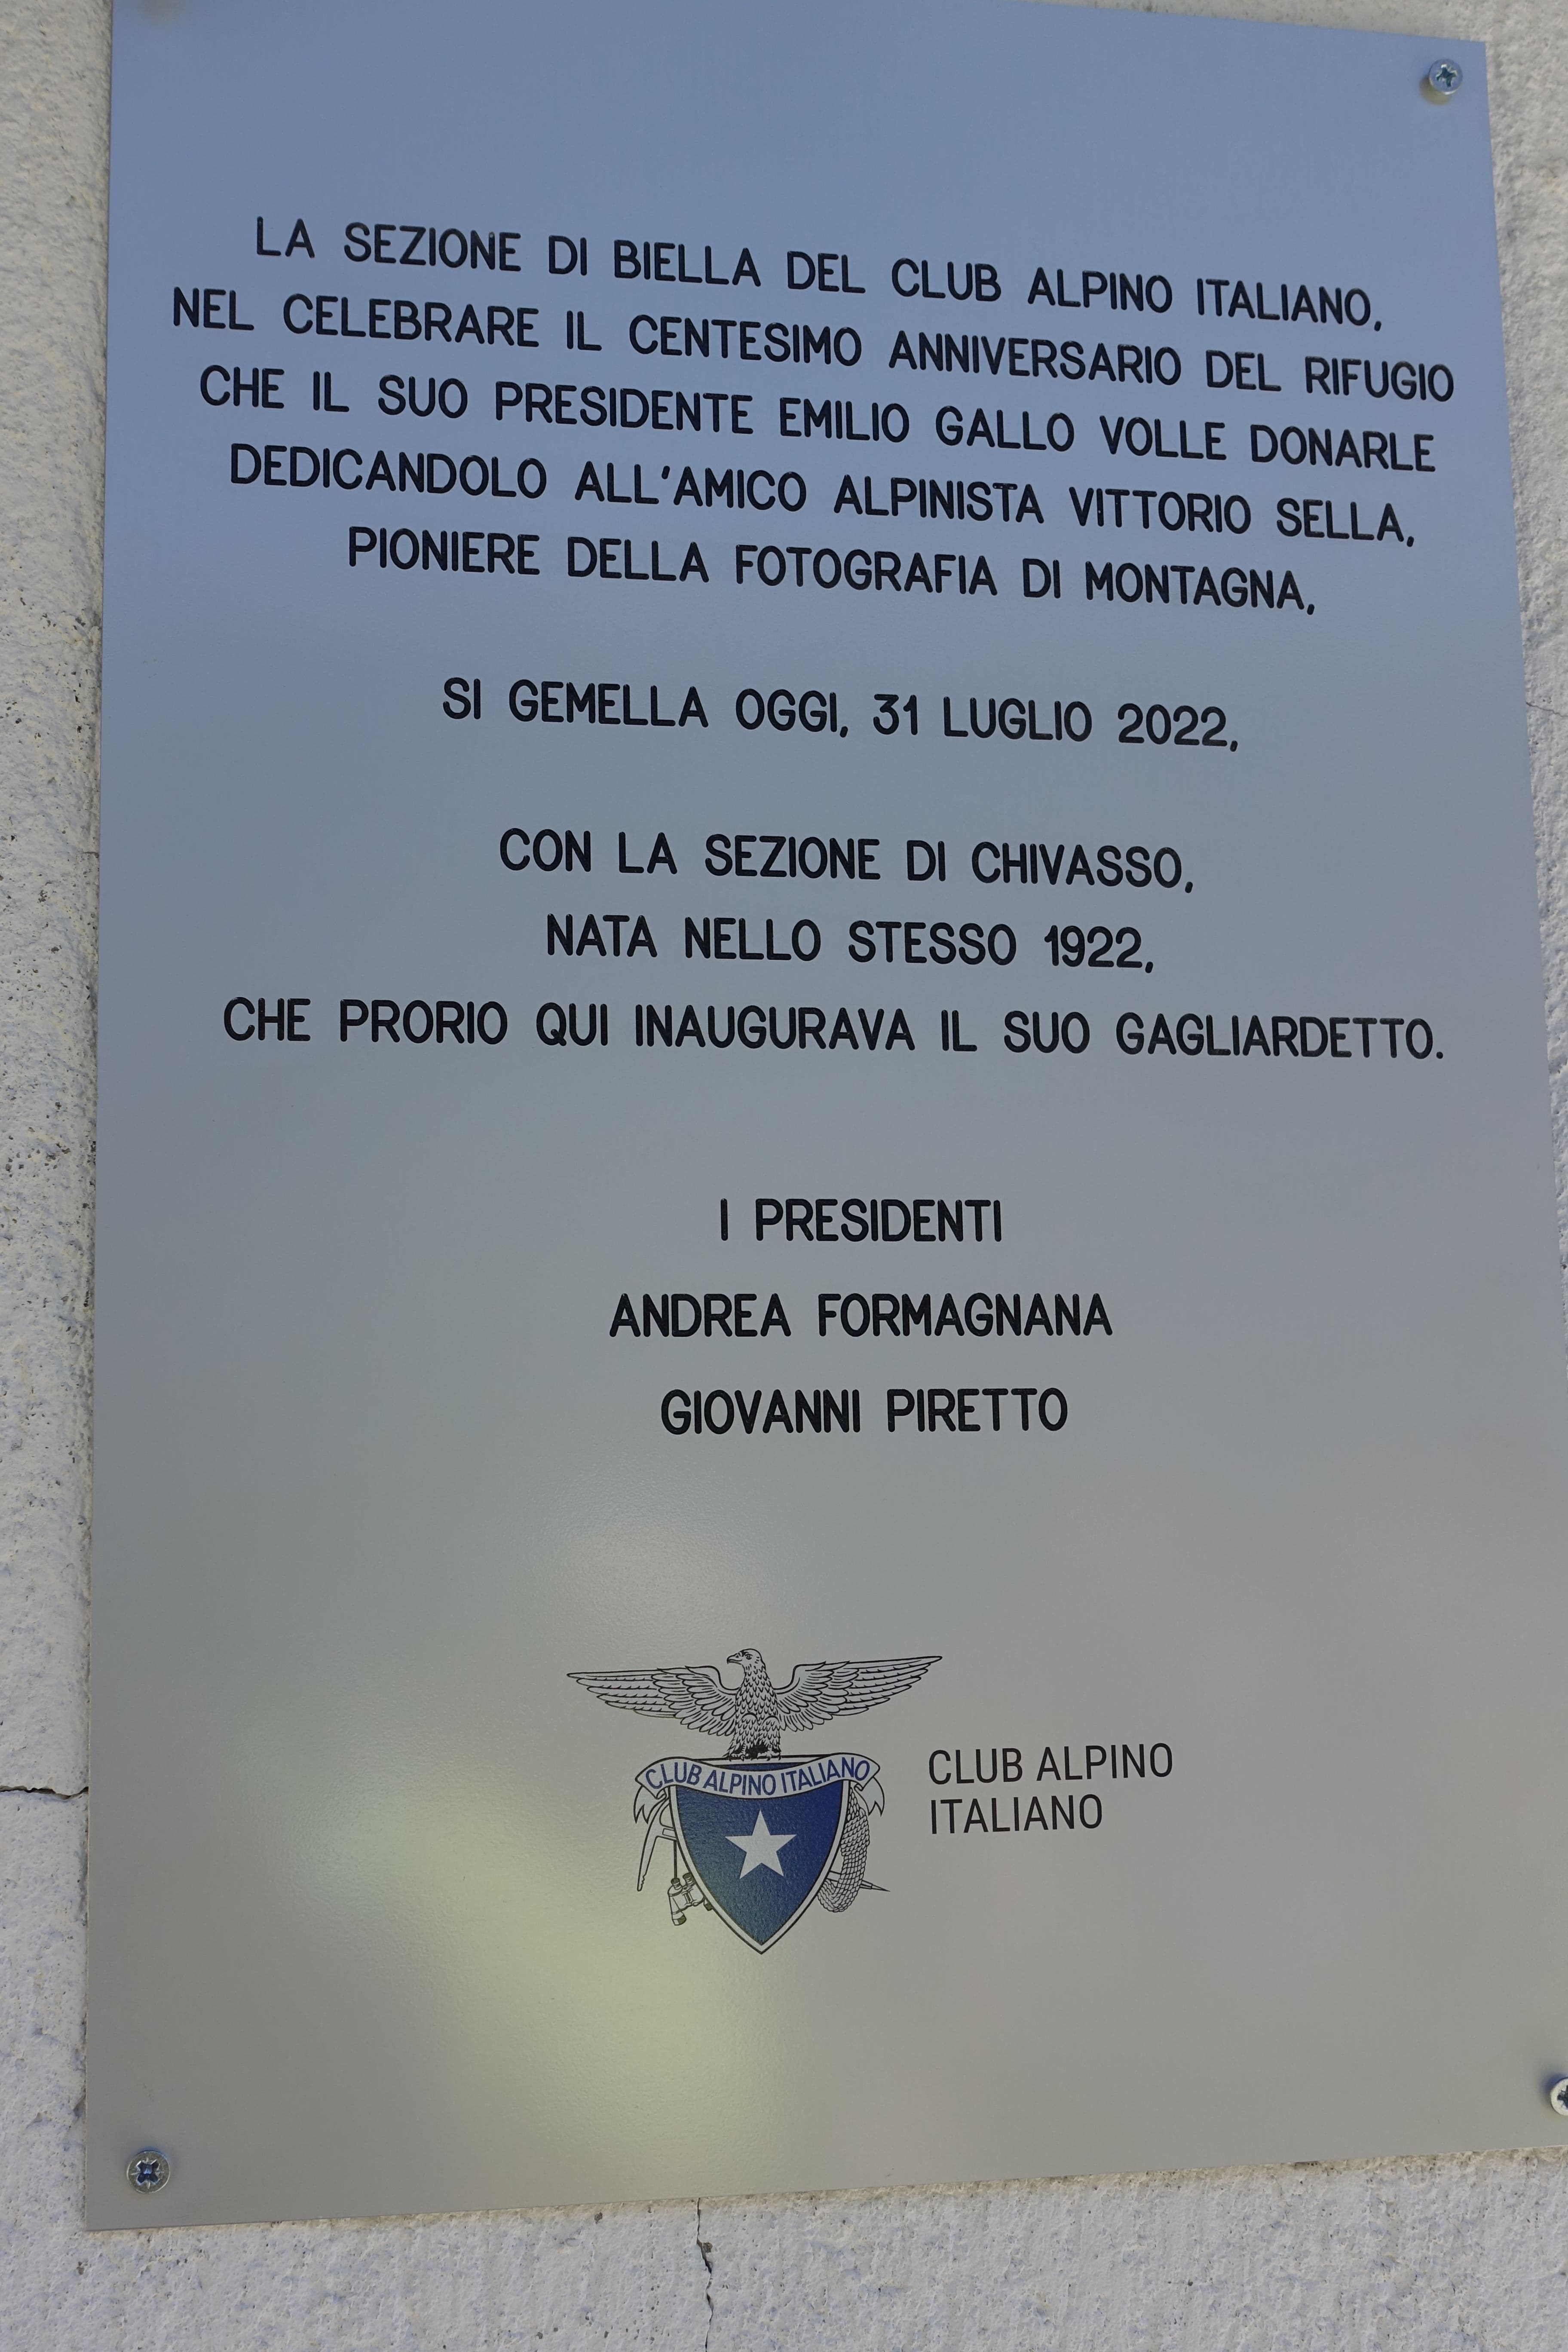 LA SEZIONE DI BIELLA DEL CLUB ALPINO ITALIANO,
NEL CELEBRARE IL CENTESIMO ANNIVERSARIO DEL RIFUGIO
CHE IL SUO PRESIDENTE EMILIO GALLO VOLLE DONARLE
DEDICANDOLO ALL'AMICO ALPINISTA VITTORIO SELLA,
PIONIERE DELLA FOTOGRAFIA DI MONTAGNA,
SI GEMELLA OGGI, 31 LUGLIO 2022,
CON LA SEZIONE DI CHIVASSO,
NATA NELLO STESSO 1922,
CHE PRORIO QUI INAUGURAVA IL SUO GAGLIARDETTO.
I PRESIDENTI
ANDREA FORMAGNANA
GIOVANNI PIRETTO
CLUB ALPINO ITALIANO
CLUB ALPINO
ITALIANO